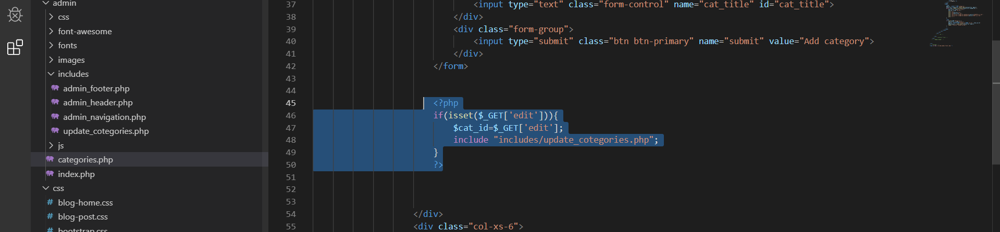 admin
css
font-awesome
fonts
images
includes
admin_footer.php
admin_header.php
admin_navigation.php
update_cotegories.php
js
categories.php
index.php
css
# blog-home.css
# blog-post.css
# bootstrap.css
37 <input type="text" class="form-control" name="cat_title" id="cat_title">
38 </div>
39 <div class="form-group">
40 <input type="submit" class="btn btn-primary" name="submit" value="Add category">
41 </div>
42 </form>
43
44
45 <?php
46 if(isset($_GET['edit'])){
47 $cat_id=$_GET['edit'];
48 include "includes/update_cotegories.php";
49 }
50 ?>
51
52
53
54 </div>
55 <div class="col-xs-6">